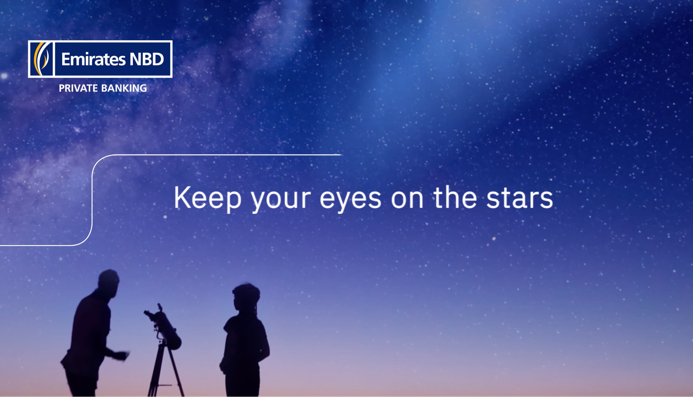 Emirates NBD
PRIVATE BANKING
Keep your eyes on the stars